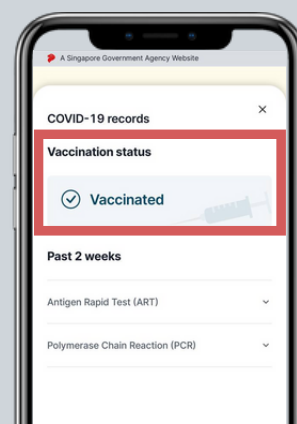 A Singapore Government Agency Website
COVID-19 records
Vaccination status
Vaccinated
Past 2 weeks
Antigen Rapid Test (ART)
Polymerase Chain Reaction (PCR)